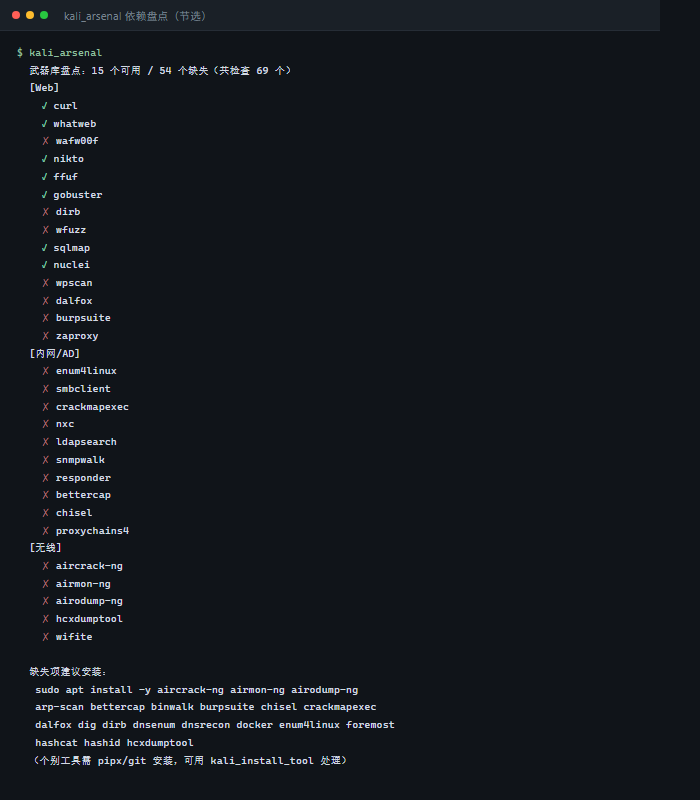 kali_arsenal 依赖盘点（节选）
$ kali_arsenal
武器库盘点：15 个可用 / 54 个缺失（共检查 69 个）
[Web]
✓ curl
✓ whatweb
✗ wafw00f
✓ nikto
✓ ffuf
✓ gobuster
✗ dirb
✗ wfuzz
✓ sqlmap
✓ nuclei
✗ wpscan
✗ dalfox
✗ burpsuite
✗ zaproxy
[内网/AD]
✗ enum4linux
✗ smbclient
✗ crackmapexec
✗ nxc
✗ ldapsearch
✗ snmpwalk
✗ responder
✗ bettercap
✗ chisel
✗ proxychains4
[无线]
✗ aircrack-ng
✗ airmon-ng
✗ airodump-ng
✗ hcxdumptool
✗ wifite
缺失项建议安装：
sudo apt install -y aircrack-ng airmon-ng airodump-ng
arp-scan bettercap binwalk burpsuite chisel crackmapexec
dalfox dig dirb dnsenum dnsrecon docker enum4linux foremost
hashcat hashid hcxdumptool
（个别工具需 pipx/git 安装，可用 kali_install_tool 处理）